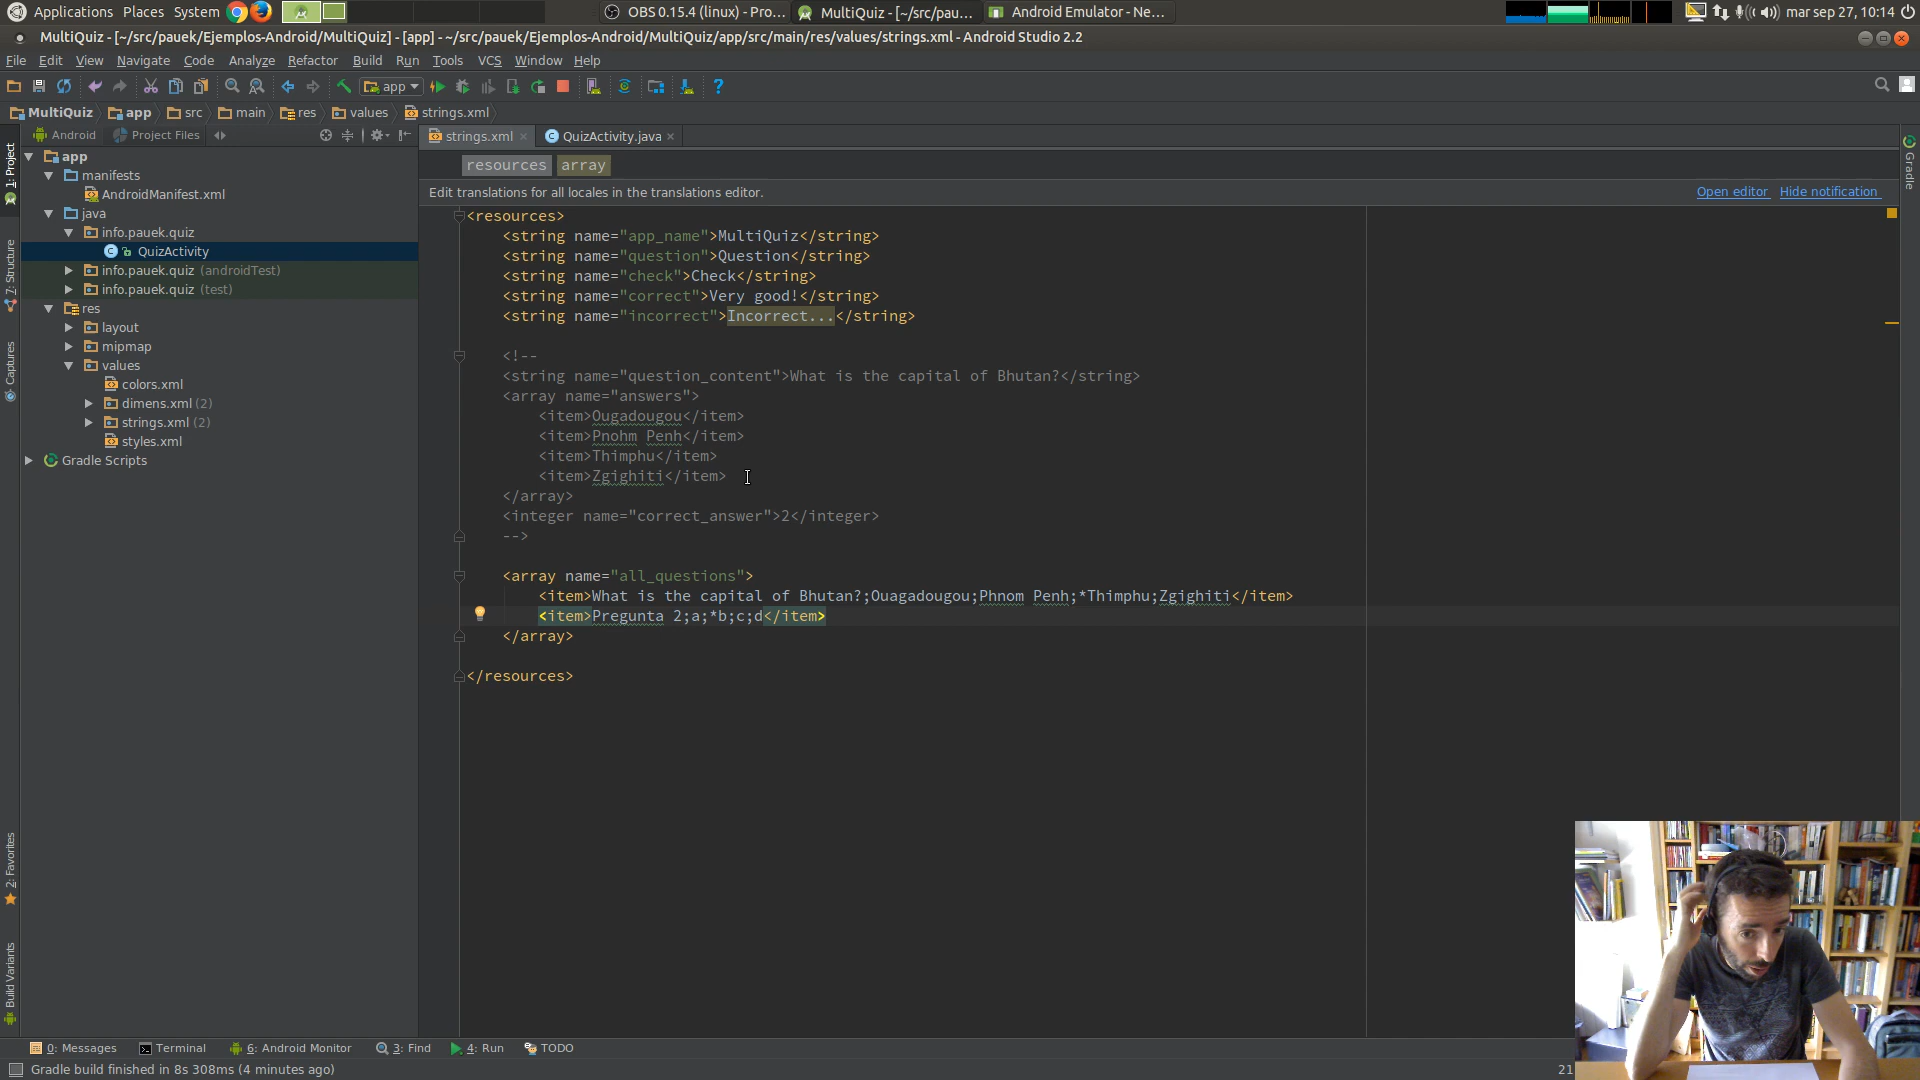 Applications Places System
OBS 0.15.4 (linux) - Pro...
MultiQuiz - [~/src/pau...
Android Emulator - Ne...
mar sep 27, 10:14
MultiQuiz - [~/src/pauek/Ejemplos-Android/MultiQuiz] - [app] - ~/src/pauek/Ejemplos-Android/MultiQuiz/app/src/main/res/values/strings.xml - Android Studio 2.2
File Edit View Navigate Code Analyze Refactor Build Run Tools VCS Window Help
app
MultiQuiz app src main res values strings.xml
Android Project Files
strings.xml QuizActivity.java
resources array
Edit translations for all locales in the translations editor.
Open editor Hide notification
1: Project
7: Structure
Captures
2: Favorites
Build Variants
Gradle
app
manifests
AndroidManifest.xml
java
info.pauek.quiz
QuizActivity
info.pauek.quiz (androidTest)
info.pauek.quiz (test)
res
layout
mipmap
values
colors.xml
dimens.xml (2)
strings.xml (2)
styles.xml
Gradle Scripts
<resources>
<string name="app_name">MultiQuiz</string>
<string name="question">Question</string>
<string name="check">Check</string>
<string name="correct">Very good!</string>
<string name="incorrect">Incorrect...</string>
<!--
<string name="question_content">What is the capital of Bhutan?</string>
<array name="answers">
<item>Ougadougou</item>
<item>Pnohm Penh</item>
<item>Thimphu</item>
<item>Zgighiti</item>
</array>
<integer name="correct_answer">2</integer>
-->
<array name="all_questions">
<item>What is the capital of Bhutan?;Ouagadougou;Phnom Penh;*Thimphu;Zgighiti</item>
<item>Pregunta 2;a;*b;c;d</item>
</array>
</resources>
0: Messages Terminal 6: Android Monitor 3: Find 4: Run TODO
Gradle build finished in 8s 308ms (4 minutes ago)
21